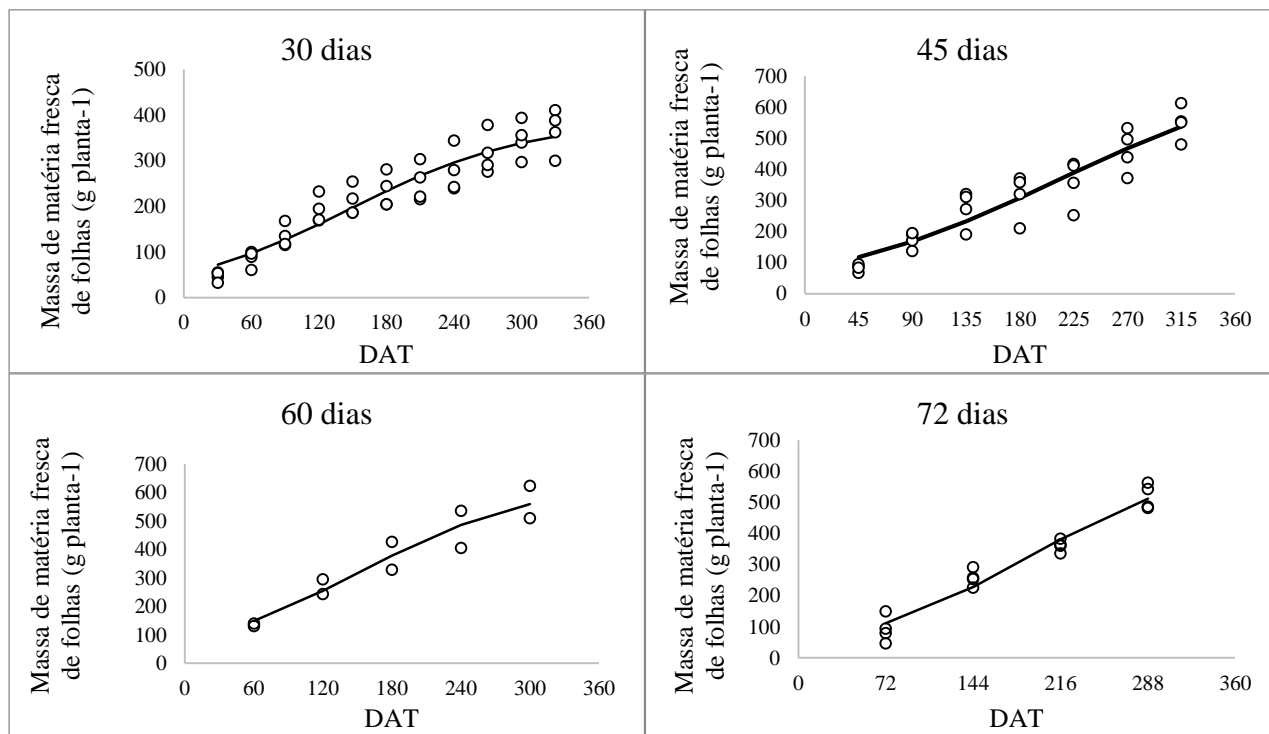 30 dias
Massa de matéria fresca
de folhas (g planta-1)
500
400
300
200
100
0
0 60 120 180 240 300 360
DAT
45 dias
Massa de matéria fresca
de folhas (g planta-1)
700
600
500
400
300
200
100
0
0 45 90 135 180 225 270 315 360
DAT
60 dias
Massa de matéria fresca
de folhas (g planta-1)
700
600
500
400
300
200
100
0
0 60 120 180 240 300 360
DAT
72 dias
Massa de matéria fresca
de folhas (g planta-1)
700
600
500
400
300
200
100
0
0 72 144 216 288 360
DAT